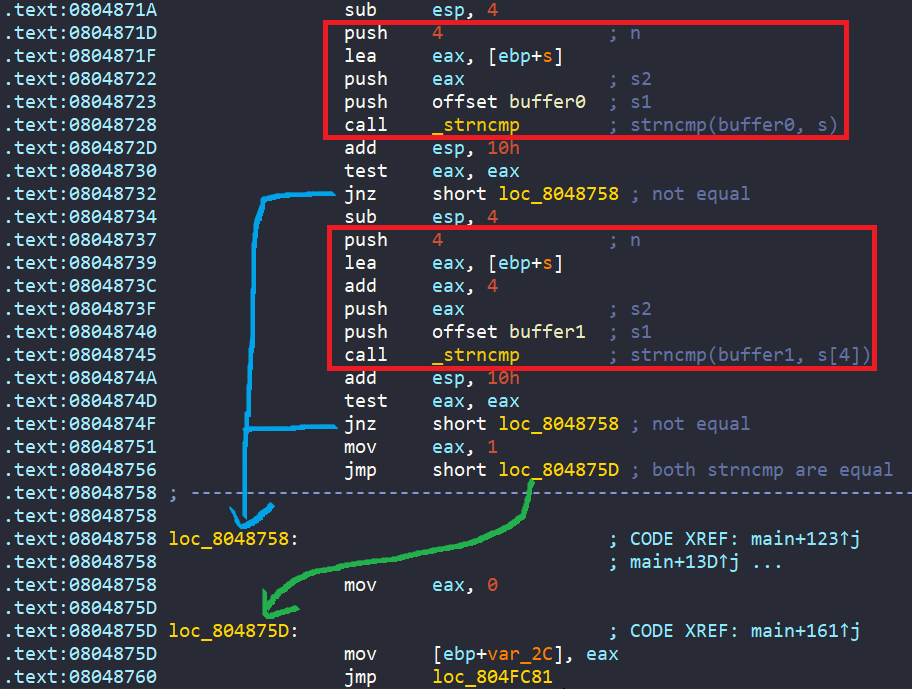 .text:0804871A sub esp, 4
.text:0804871D push 4 ; n
.text:0804871F lea eax, [ebp+s]
.text:08048722 push eax ; s2
.text:08048723 push offset buffer0 ; s1
.text:08048728 call _strncmp ; strncmp(buffer0, s)
.text:0804872D add esp, 10h
.text:08048730 test eax, eax
.text:08048732 jnz short loc_8048758 ; not equal
.text:08048734 sub esp, 4
.text:08048737 push 4 ; n
.text:08048739 lea eax, [ebp+s]
.text:0804873C add eax, 4
.text:0804873F push eax ; s2
.text:08048740 push offset buffer1 ; s1
.text:08048745 call _strncmp ; strncmp(buffer1, s[4])
.text:0804874A add esp, 10h
.text:0804874D test eax, eax
.text:0804874F jnz short loc_8048758 ; not equal
.text:08048751 mov eax, 1
.text:08048756 jmp short loc_804875D ; both strncmp are equal
.text:08048758 ; ---------------------------------------------------------------
.text:08048758
.text:08048758 loc_8048758: ; CODE XREF: main+123↑j
.text:08048758 ; main+13D↑j ...
.text:08048758 mov eax, 0
.text:0804875D
.text:0804875D loc_804875D: ; CODE XREF: main+161↑j
.text:0804875D mov [ebp+var_2C], eax
.text:08048760 jmp loc_804FC81